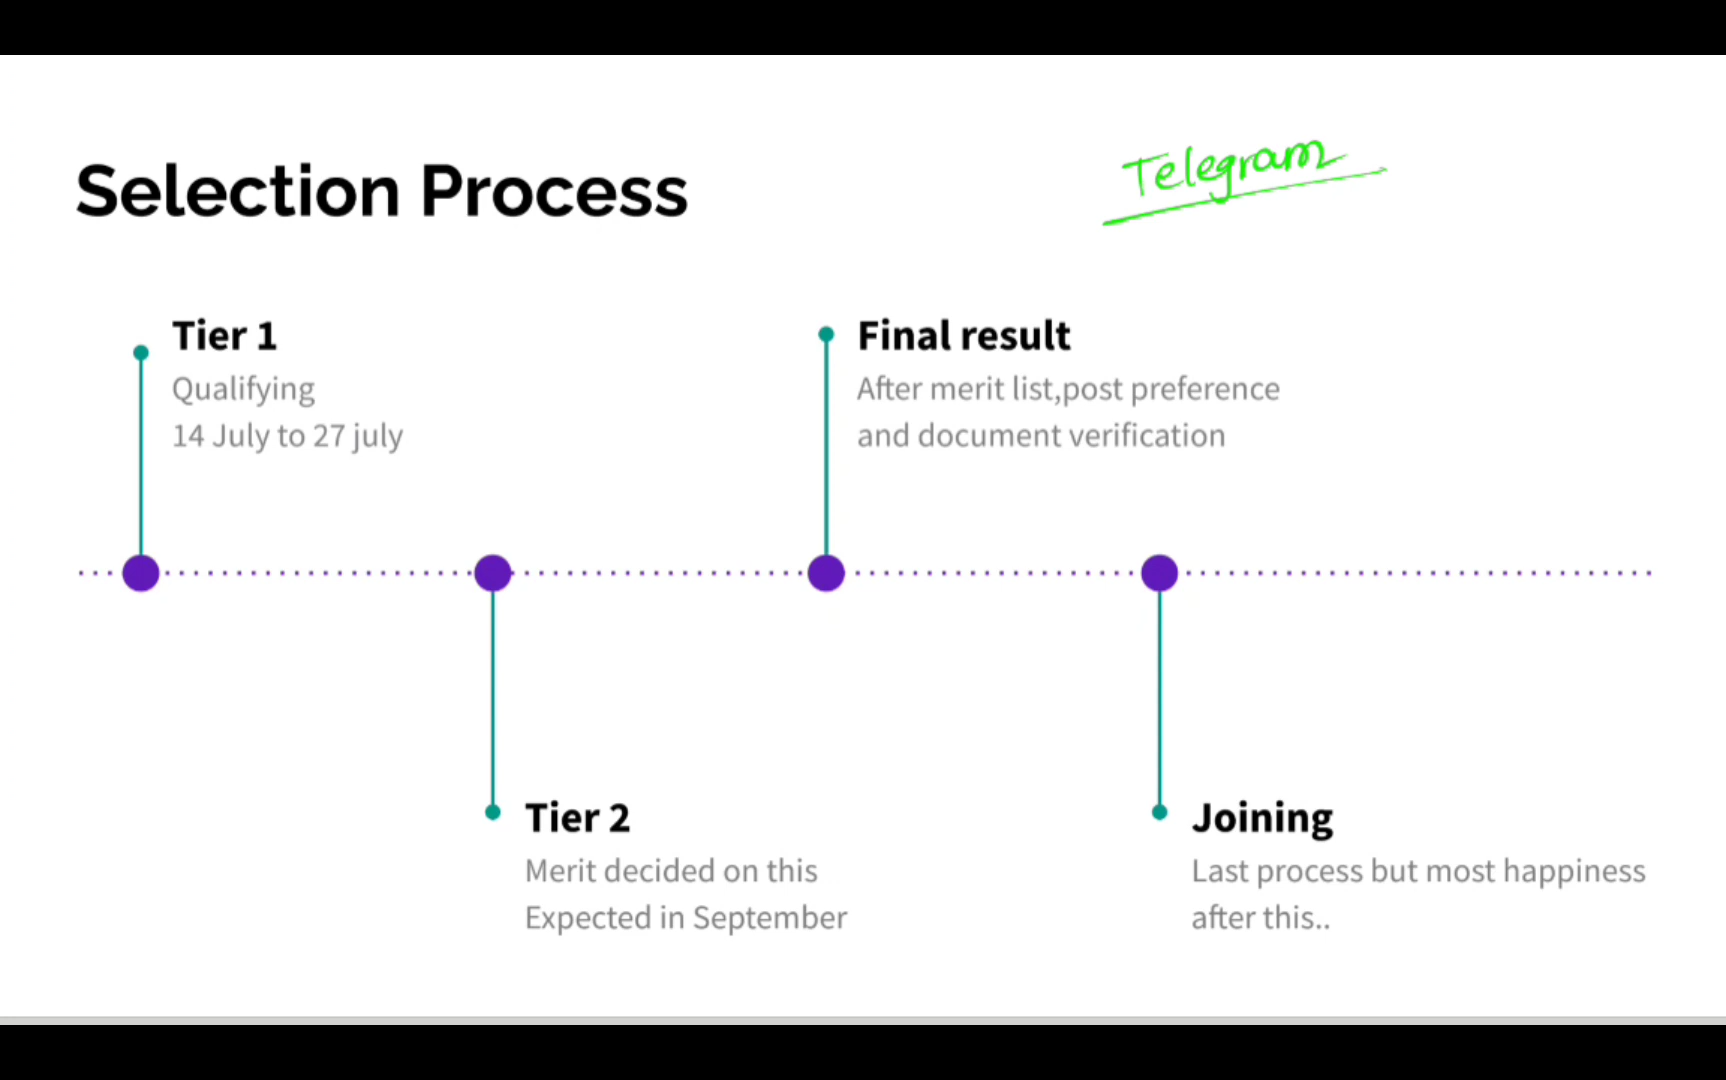 Selection Process
Telegram
Tier 1
Qualifying
14 July to 27 july
Final result
After merit list,post preference
and document verification
Tier 2
Merit decided on this
Expected in September
Joining
Last process but most happiness
after this..